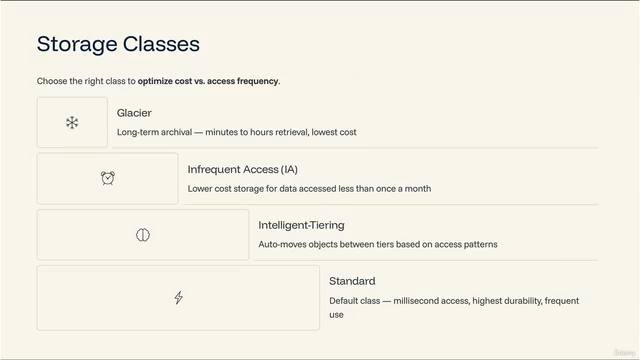 Storage Classes
Choose the right class to optimize cost vs. access frequency.
Glacier
Long-term archival — minutes to hours retrieval, lowest cost
Infrequent Access (IA)
Lower cost storage for data accessed less than once a month
Intelligent-Tiering
Auto-moves objects between tiers based on access patterns
Standard
Default class — millisecond access, highest durability, frequent
use
Udemy